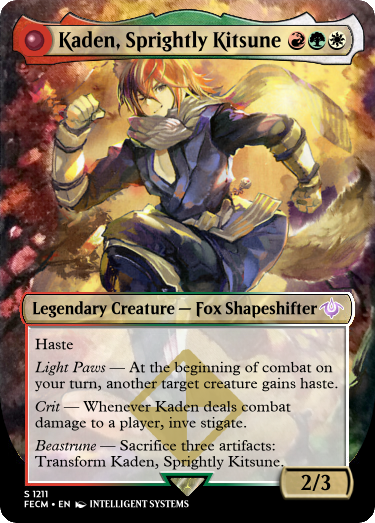 Kaden, Sprightly Kitsune
Legendary Creature — Fox Shapeshifter
Haste
Light Paws — At the beginning of combat on
your turn, another target creature gains haste.
Crit — Whenever Kaden deals combat
damage to a player, inve stigate.
Beastrune — Sacrifice three artifacts:
Transform Kaden, Sprightly Kitsune.
2/3
S 1211
FECM • EN INTELLIGENT SYSTEMS